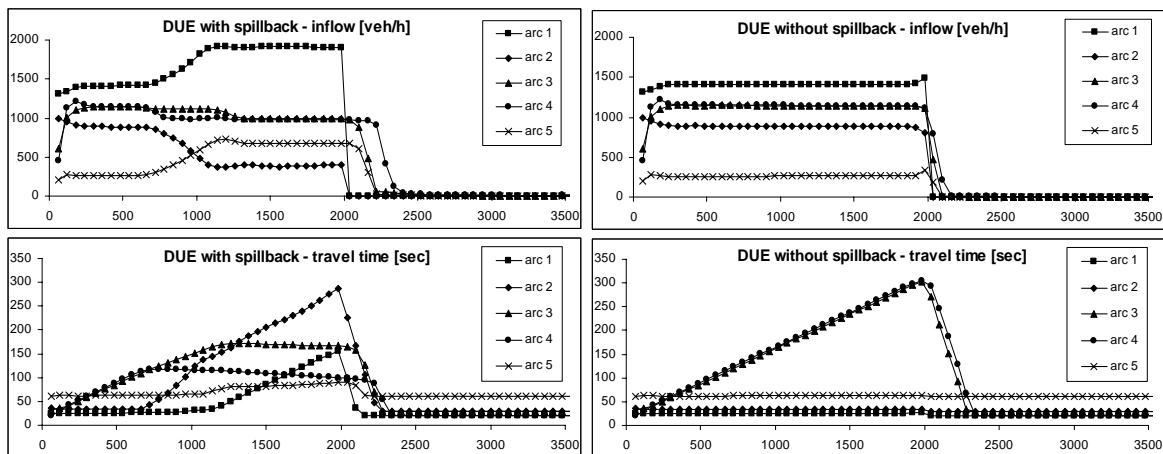 DUE with spillback - inflow [veh/h]
2000
1500
1000
500
0
0 500 1000 1500 2000 2500 3000 3500
arc 1
arc 2
arc 3
arc 4
arc 5
DUE without spillback - inflow [veh/h]
2000
1500
1000
500
0
0 500 1000 1500 2000 2500 3000 3500
arc 1
arc 2
arc 3
arc 4
arc 5
DUE with spillback - travel time [sec]
350
300
250
200
150
100
50
0
0 500 1000 1500 2000 2500 3000 3500
arc 1
arc 2
arc 3
arc 4
arc 5
DUE without spillback - travel time [sec]
350
300
250
200
150
100
50
0
0 500 1000 1500 2000 2500 3000 3500
arc 1
arc 2
arc 3
arc 4
arc 5